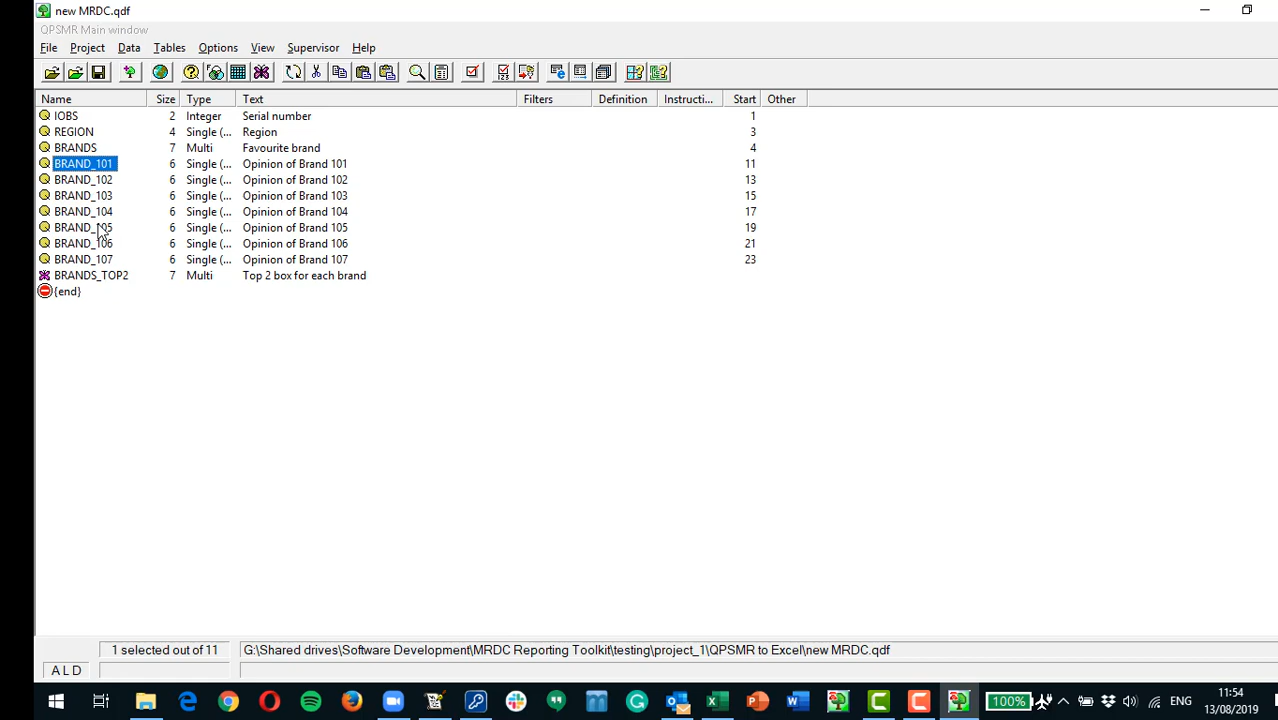 new MRDC.qdf
QPSMR Main window
File Project Data Tables Options View Supervisor Help
Name Size Type Text Filters Definition Instructi... Start Other
IOBS 2 Integer Serial number 1
REGION 4 Single (... Region 3
BRANDS 7 Multi Favourite brand 4
BRAND_101 6 Single (... Opinion of Brand 101 11
BRAND_102 6 Single (... Opinion of Brand 102 13
BRAND_103 6 Single (... Opinion of Brand 103 15
BRAND_104 6 Single (... Opinion of Brand 104 17
BRAND_105 6 Single (... Opinion of Brand 105 19
BRAND_106 6 Single (... Opinion of Brand 106 21
BRAND_107 6 Single (... Opinion of Brand 107 23
BRANDS_TOP2 7 Multi Top 2 box for each brand
{end}
1 selected out of 11 G:\Shared drives\Software Development\MRDC Reporting Toolkit\testing\project_1\QPSMR to Excel\new MRDC.qdf
A L D
100% ENG 11:54
13/08/2019